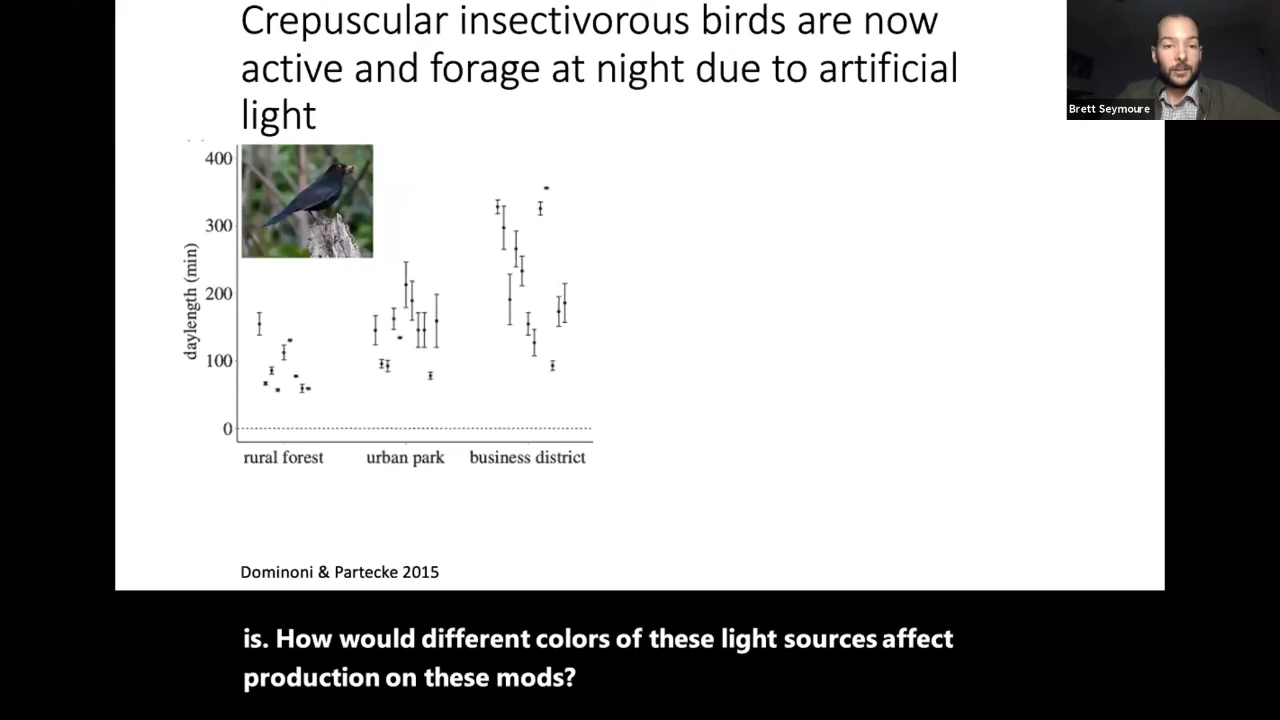 Crepuscular insectivorous birds are now
active and forage at night due to artificial
light
Brett Seymoure
daylength (min)
400
300
200
100
0
rural forest
urban park
business district
Dominoni & Partecke 2015
is. How would different colors of these light sources affect
production on these mods?